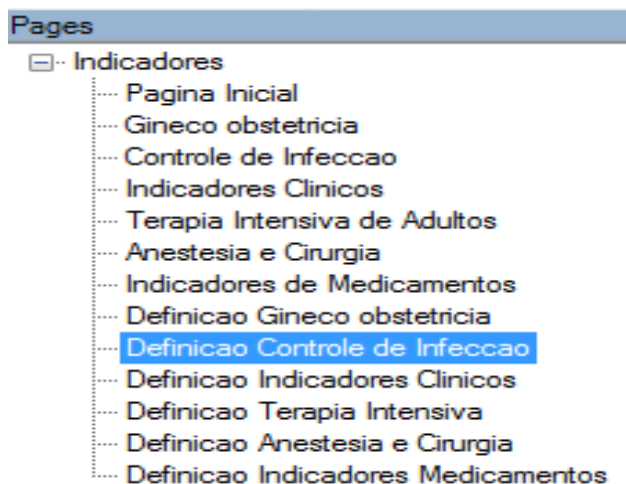 Pages
Indicadores
Pagina Inicial
Gineco obstetricia
Controle de Infeccao
Indicadores Clinicos
Terapia Intensiva de Adultos
Anestesia e Cirurgia
Indicadores de Medicamentos
Definicao Gineco obstetricia
Definicao Controle de Infeccao
Definicao Indicadores Clinicos
Definicao Terapia Intensiva
Definicao Anestesia e Cirurgia
Definicao Indicadores Medicamentos